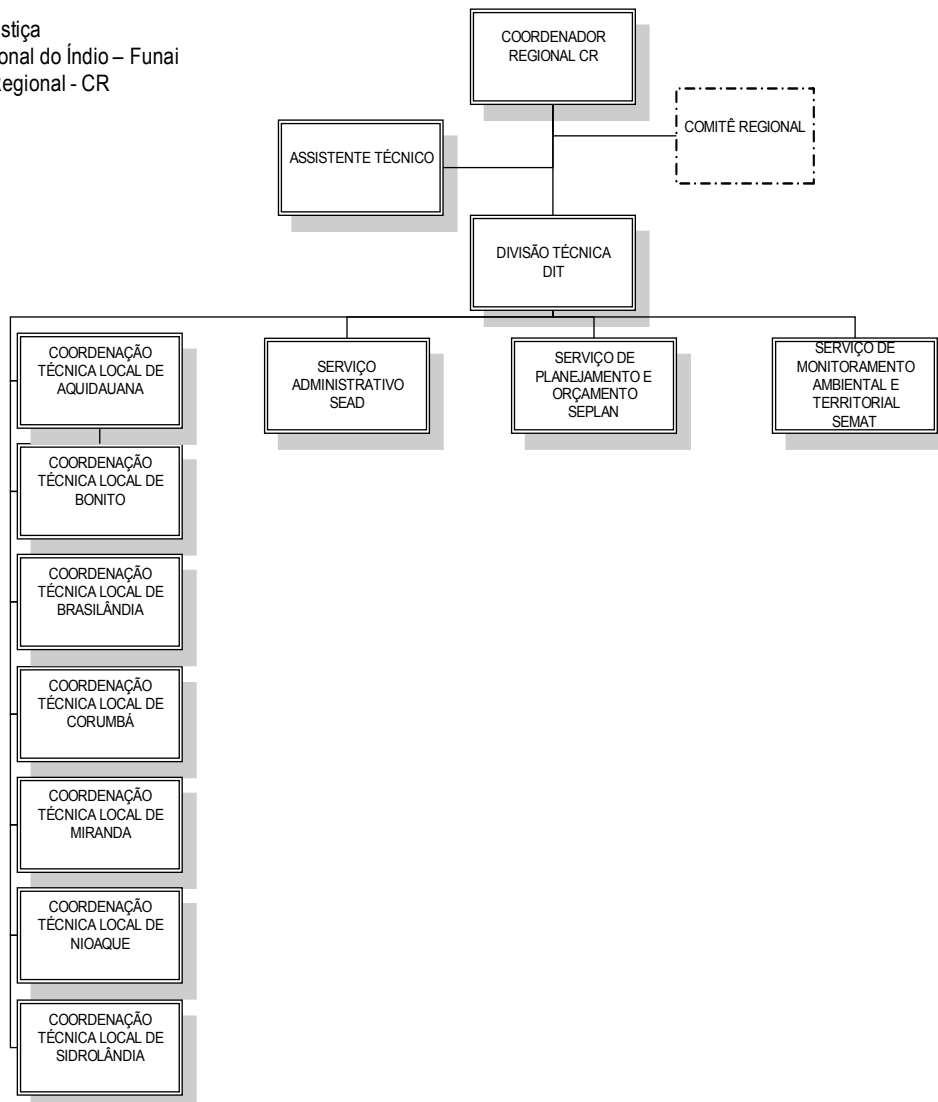 stiça
onal do Índio – Funai
Regional - CR
COORDENADOR
REGIONAL CR
COMITÊ REGIONAL
ASSISTENTE TÉCNICO
DIVISÃO TÉCNICA
DIT
COORDENAÇÃO
TÉCNICA LOCAL DE
AQUIDAUANA
SERVIÇO
ADMINISTRATIVO
SEAD
SERVIÇO DE
PLANEJAMENTO E
ORÇAMENTO
SEPLAN
SERVIÇO DE
MONITORAMENTO
AMBIENTAL E
TERRITORIAL
SEMAT
COORDENAÇÃO
TÉCNICA LOCAL DE
BONITO
COORDENAÇÃO
TÉCNICA LOCAL DE
BRASILÂNDIA
COORDENAÇÃO
TÉCNICA LOCAL DE
CORUMBÁ
COORDENAÇÃO
TÉCNICA LOCAL DE
MIRANDA
COORDENAÇÃO
TÉCNICA LOCAL DE
NIOAQUE
COORDENAÇÃO
TÉCNICA LOCAL DE
SIDROLÂNDIA